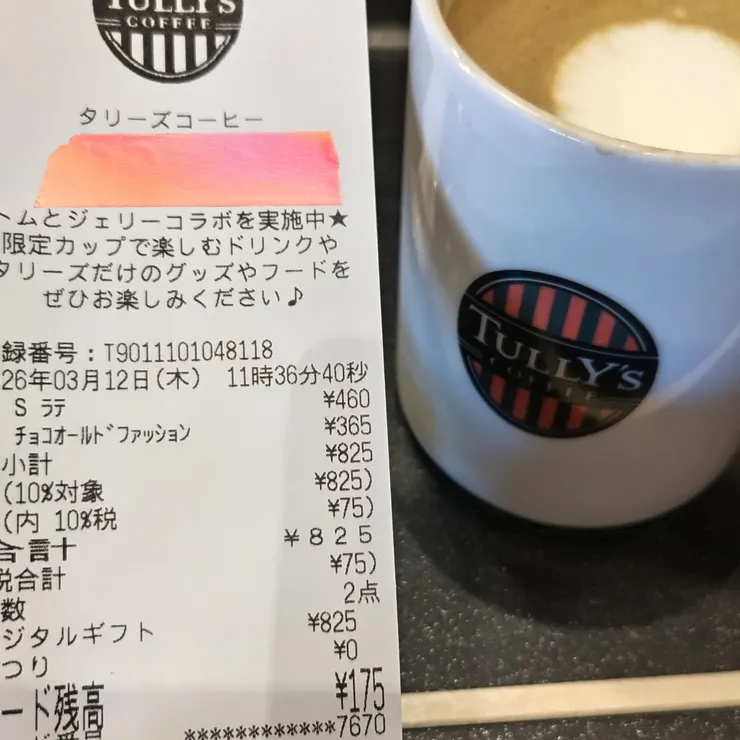 TULLY'S
COFFEE
タリーズコーヒー
トムとジェリーコラボを実施中★
限定カップで楽しむドリンクや
タリーズだけのグッズやフードを
ぜひお楽しみください♪
録番号:T9011101048118
26年03月12日(木) 11時36分40秒
S ラテ ¥460
ﾁｮｺオールドファッション ¥365
小計 ¥825
(10%対象 ¥825)
(内 10%税 ¥75)
合計 ¥825
税合計 ¥75)
数 2点
ジタルギフト ¥825
つり ¥0
ード残高 ¥175
************7670
TULLY'S
COFFEE